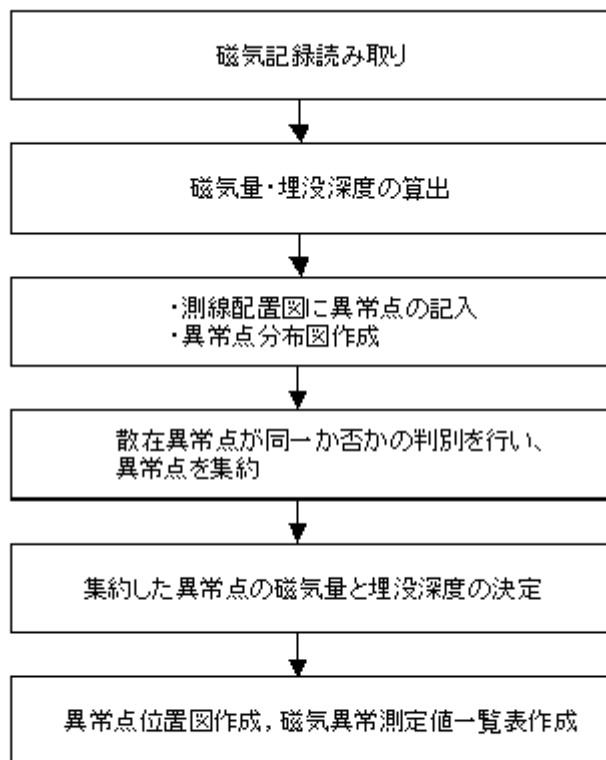 磁気記録読み取り
磁気量・埋没深度の算出
・測線配置図に異常点の記入
・異常点分布図作成
散在異常点が同一か否かの判別を行い、
異常点を集約
集約した異常点の磁気量と埋没深度の決定
異常点位置図作成，磁気異常測定値一覧表作成